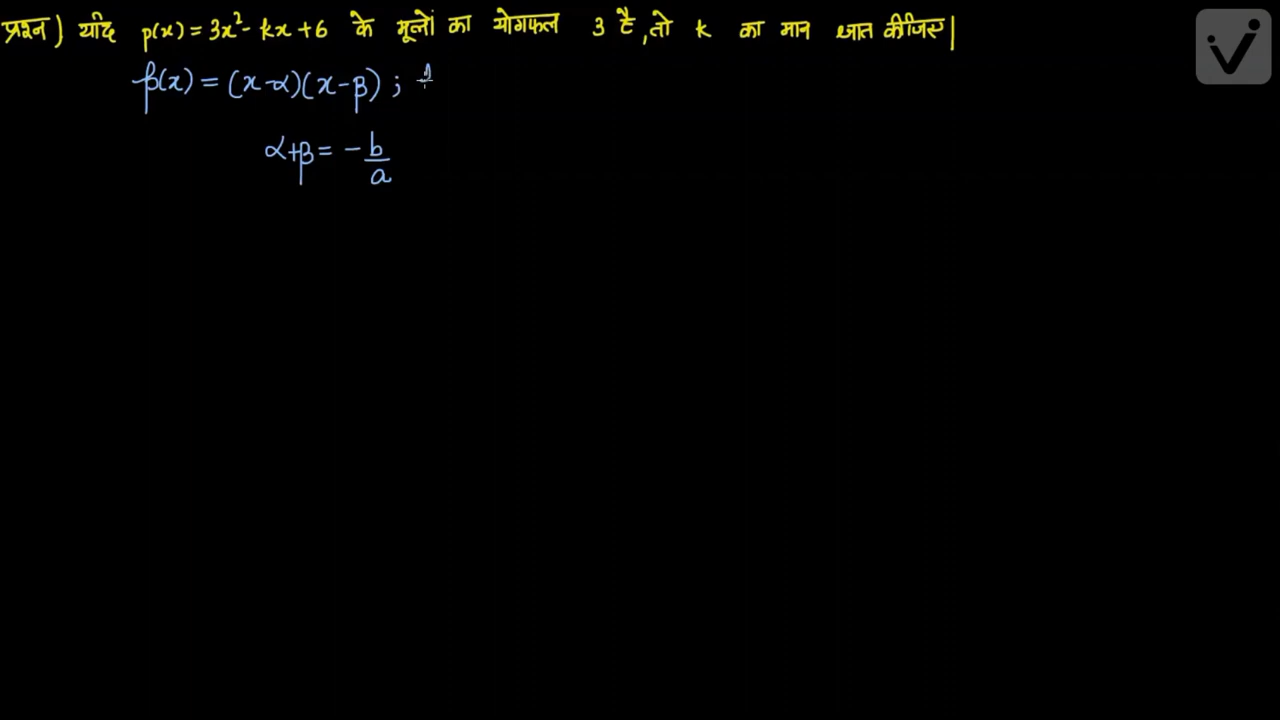 प्रश्न) यदि p(x) = 3x² - kx + 6 के मूलों का योगफल 3 है, तो k का मान ज्ञात कीजिए|
p(x) = (x-α)(x-β) ;
α+β = -b/a